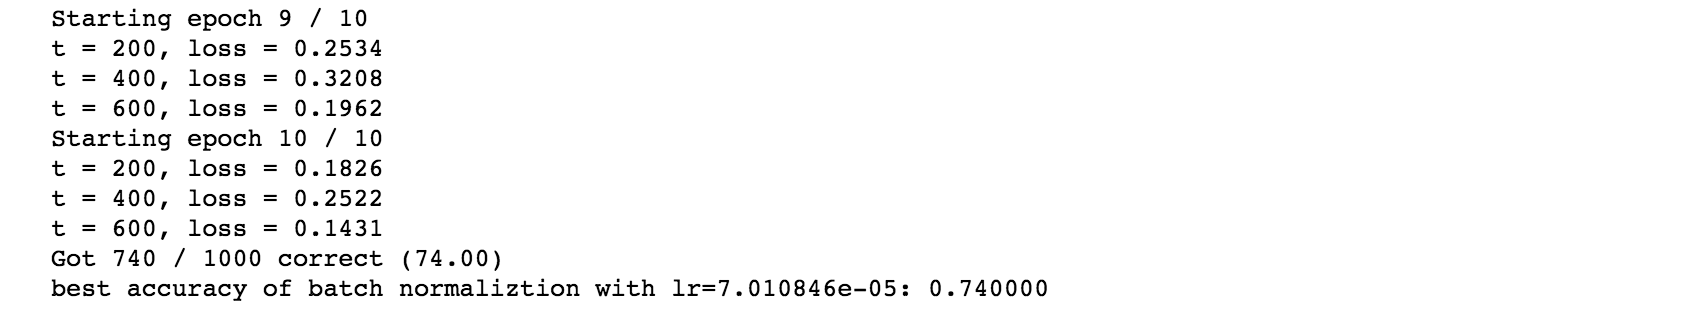 Starting epoch 9 / 10
t = 200, loss = 0.2534
t = 400, loss = 0.3208
t = 600, loss = 0.1962
Starting epoch 10 / 10
t = 200, loss = 0.1826
t = 400, loss = 0.2522
t = 600, loss = 0.1431
Got 740 / 1000 correct (74.00)
best accuracy of batch normaliztion with lr=7.010846e-05: 0.740000